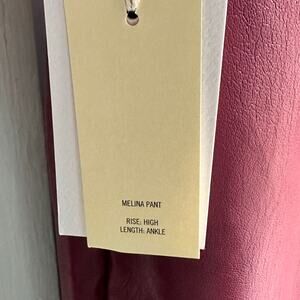 MELINA PANT
RISE: HIGH
LENGTH: ANKLE